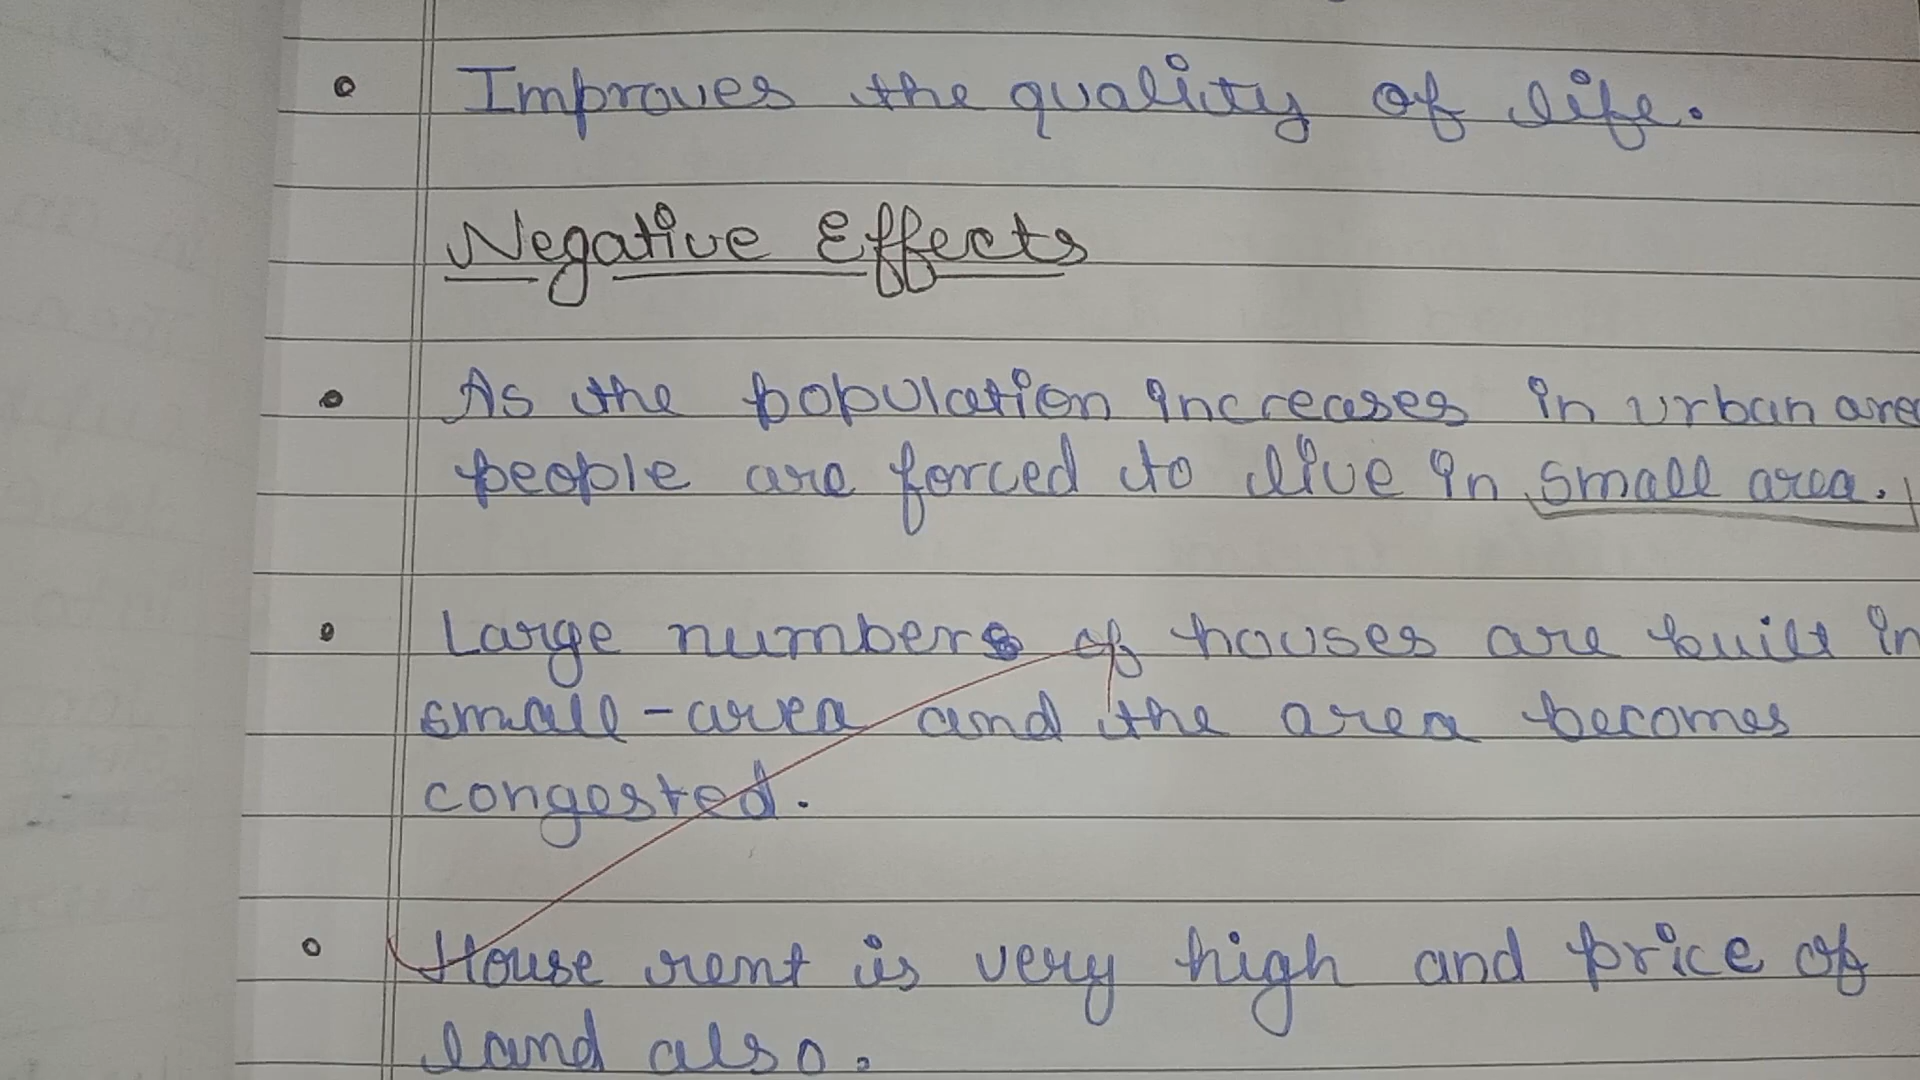 • Improves the quality of life.
Negative Effects
• As the population increases in urban area
people are forced to live in small area.
• Large numbers of houses are built in
small-area and the area becomes
congested.
• House rent is very high and price of
land also.